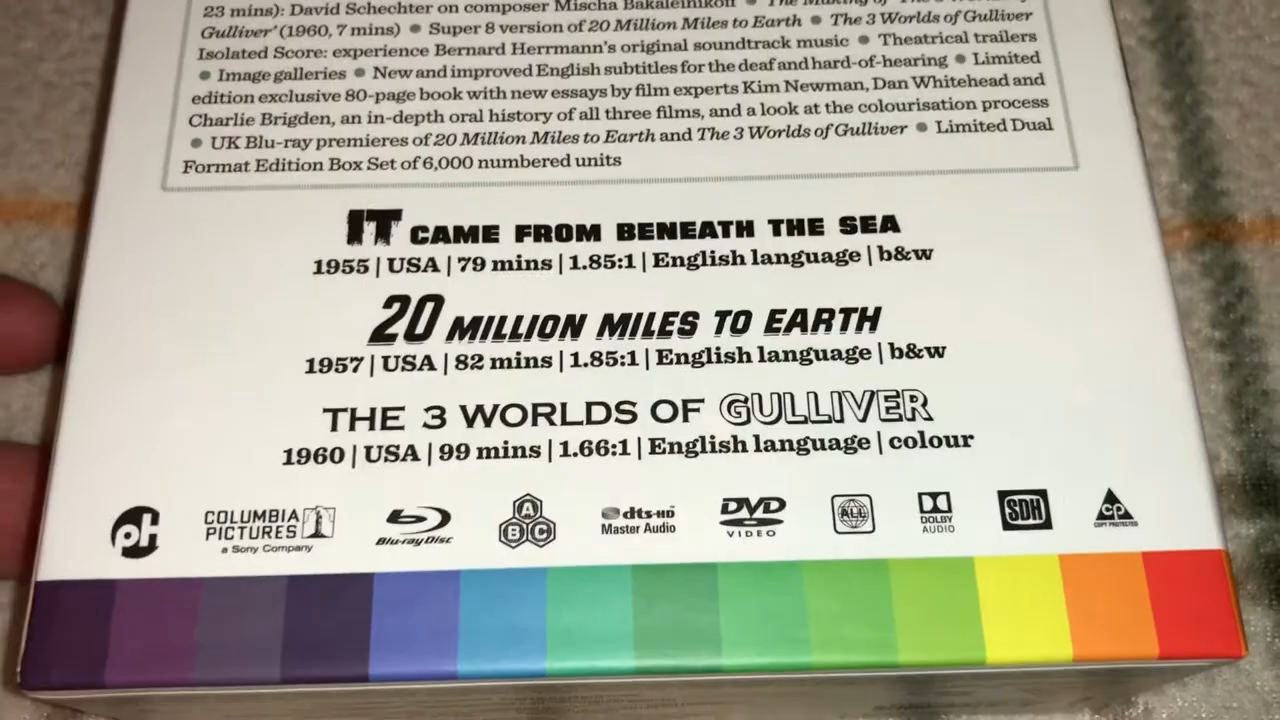 23 mins): David Schechter on composer Mischa Bakaleinikoff ● The Making of 'The 3 Worlds of
Gulliver' (1960, 7 mins) ● Super 8 version of 20 Million Miles to Earth ● The 3 Worlds of Gulliver
Isolated Score: experience Bernard Herrmann's original soundtrack music ● Theatrical trailers
● Image galleries ● New and improved English subtitles for the deaf and hard-of-hearing ● Limited
edition exclusive 80-page book with new essays by film experts Kim Newman, Dan Whitehead and
Charlie Brigden, an in-depth oral history of all three films, and a look at the colourisation process
● UK Blu-ray premieres of 20 Million Miles to Earth and The 3 Worlds of Gulliver ● Limited Dual
Format Edition Box Set of 6,000 numbered units
IT CAME FROM BENEATH THE SEA
1955 | USA | 79 mins | 1.85:1 | English language | b&w
20 MILLION MILES TO EARTH
1957 | USA | 82 mins | 1.85:1 | English language | b&w
THE 3 WORLDS OF GULLIVER
1960 | USA | 99 mins | 1.66:1 | English language | colour
pH
COLUMBIA
PICTURES
a Sony Company
Blu-ray Disc
A
B C
dts-HD
Master Audio
DVD
VIDEO
ALL
DOLBY
AUDIO
SDH
cp
COPY PROTECTED